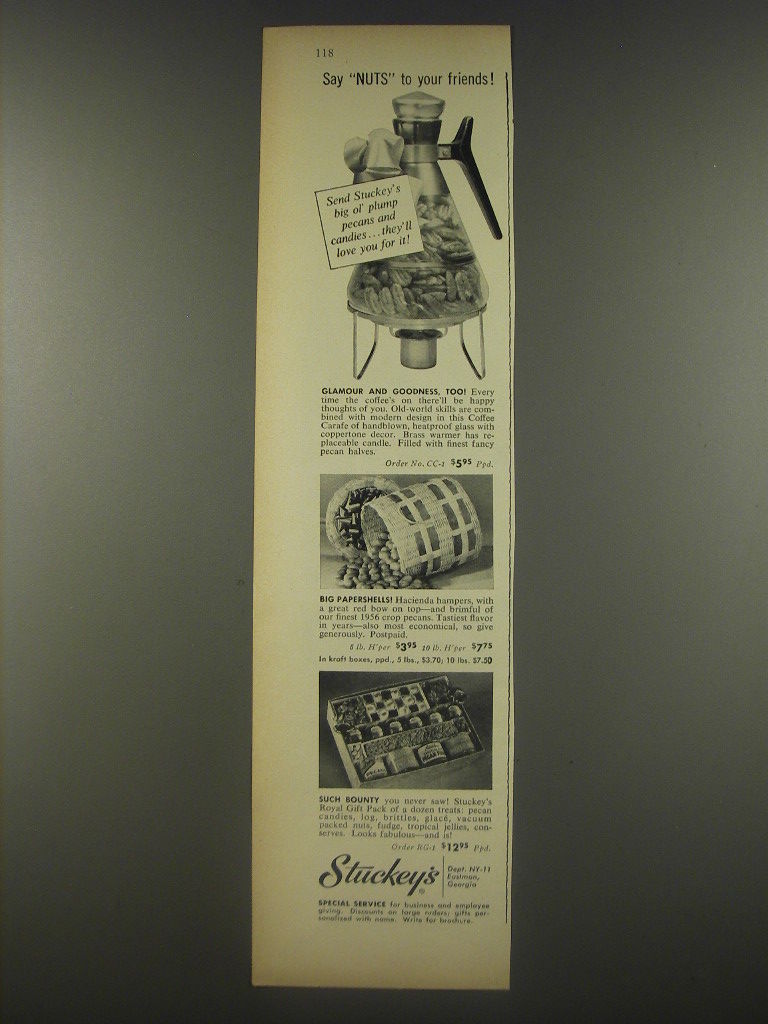 118
Say "NUTS" to your friends!
Send Stuckey's
big ol' plump
pecans and
candies...they'll
love you for it!
GLAMOUR AND GOODNESS, TOO! Every
time the coffee's on there'll be happy
thoughts of you. Old-world skills are com-
bined with modern design in this Coffee
Carafe of handblown, heatproof glass with
coppertone decor. Brass warmer has re-
placeable candle. Filled with finest fancy
pecan halves.
Order No. CC-1 $5.95 Ppd.
BIG PAPERSHELLS! Hacienda hampers, with
a great red bow on top—and brimful of
our finest 1956 crop pecans. Tastiest flavor
in years—also most economical, so give
generously. Postpaid.
5 lb. H'per $3.95 10 lb. H'per $7.75
In kraft boxes, ppd., 5 lbs., $3.70; 10 lbs. $7.50
SUCH BOUNTY you never saw! Stuckey's
Royal Gift Pack of a dozen treats: pecan
candies, log, brittles, glacé, vacuum
packed nuts, fudge, tropical jellies, con-
serves. Looks fabulous—and is!
Order RG-1 $12.95 Ppd.
Stuckey's®
Dept. NY-11
Eastman,
Georgia
SPECIAL SERVICE for business and employee
giving. Discounts on large orders; gifts per-
sonalized with name. Write for brochure.